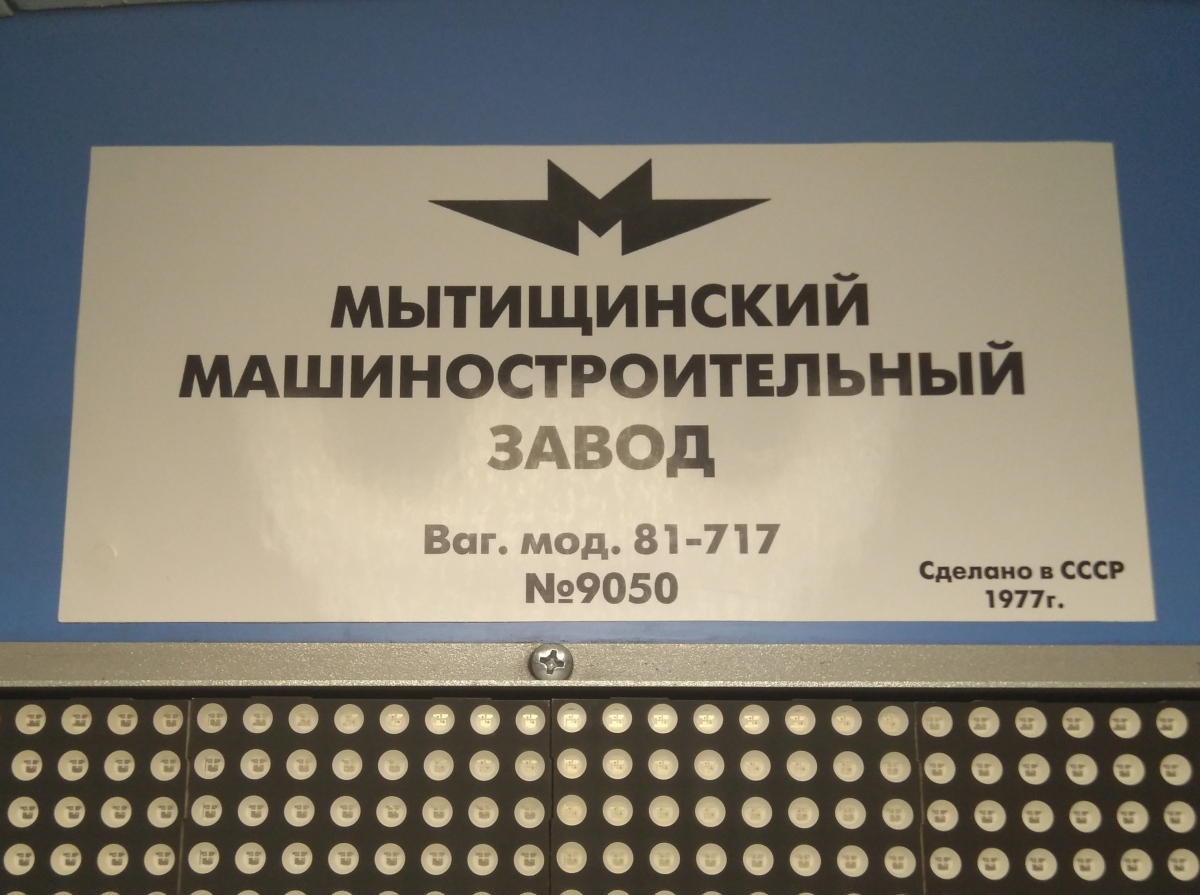 МЫТИЩИНСКИЙ
МАШИНОСТРОИТЕЛЬНЫЙ
ЗАВОД
Ваг. мод. 81-717
№9050
Сделано в СССР
1977г.